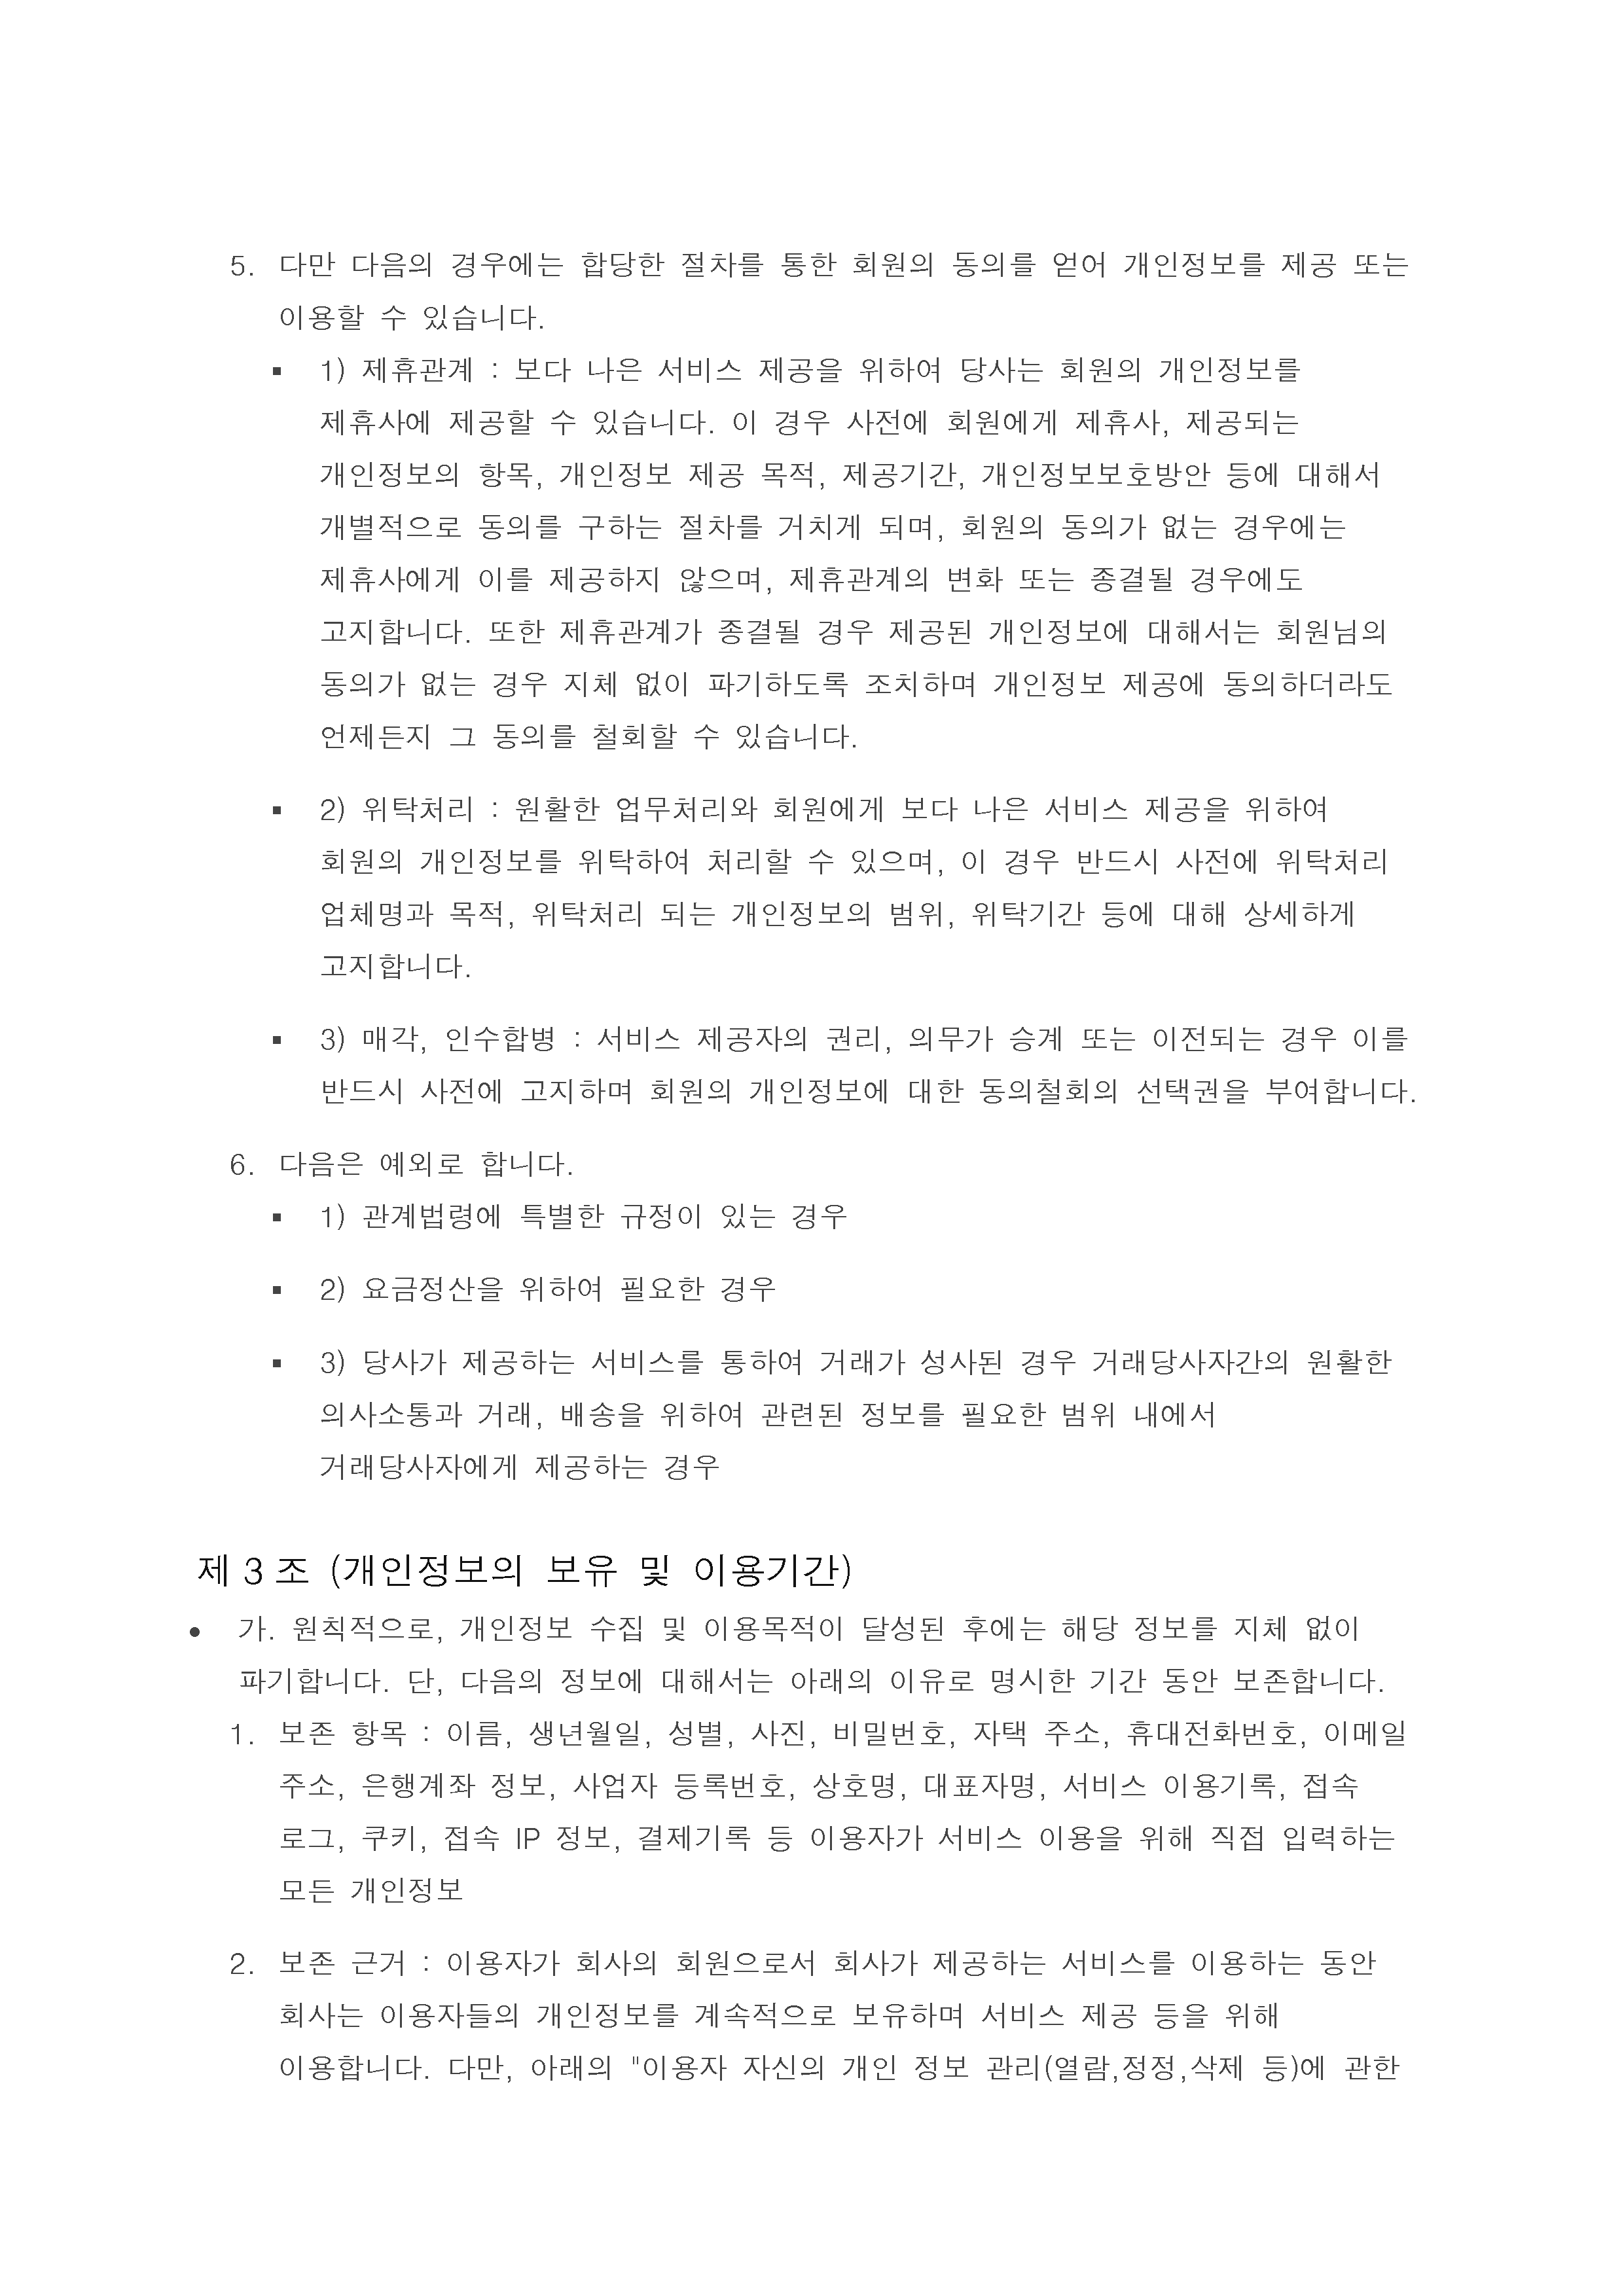 5. 다만 다음의 경우에는 합당한 절차를 통한 회원의 동의를 얻어 개인정보를 제공 또는
이용할 수 있습니다.
▪ 1) 제휴관계 : 보다 나은 서비스 제공을 위하여 당사는 회원의 개인정보를
제휴사에 제공할 수 있습니다. 이 경우 사전에 회원에게 제휴사, 제공되는
개인정보의 항목, 개인정보 제공 목적, 제공기간, 개인정보보호방안 등에 대해서
개별적으로 동의를 구하는 절차를 거치게 되며, 회원의 동의가 없는 경우에는
제휴사에게 이를 제공하지 않으며, 제휴관계의 변화 또는 종결될 경우에도
고지합니다. 또한 제휴관계가 종결될 경우 제공된 개인정보에 대해서는 회원님의
동의가 없는 경우 지체 없이 파기하도록 조치하며 개인정보 제공에 동의하더라도
언제든지 그 동의를 철회할 수 있습니다.
▪ 2) 위탁처리 : 원활한 업무처리와 회원에게 보다 나은 서비스 제공을 위하여
회원의 개인정보를 위탁하여 처리할 수 있으며, 이 경우 반드시 사전에 위탁처리
업체명과 목적, 위탁처리 되는 개인정보의 범위, 위탁기간 등에 대해 상세하게
고지합니다.
▪ 3) 매각, 인수합병 : 서비스 제공자의 권리, 의무가 승계 또는 이전되는 경우 이를
반드시 사전에 고지하며 회원의 개인정보에 대한 동의철회의 선택권을 부여합니다.
6. 다음은 예외로 합니다.
▪ 1) 관계법령에 특별한 규정이 있는 경우
▪ 2) 요금정산을 위하여 필요한 경우
▪ 3) 당사가 제공하는 서비스를 통하여 거래가 성사된 경우 거래당사자간의 원활한
의사소통과 거래, 배송을 위하여 관련된 정보를 필요한 범위 내에서
거래당사자에게 제공하는 경우
제 3 조 (개인정보의 보유 및 이용기간)
● 가. 원칙적으로, 개인정보 수집 및 이용목적이 달성된 후에는 해당 정보를 지체 없이
파기합니다. 단, 다음의 정보에 대해서는 아래의 이유로 명시한 기간 동안 보존합니다.
1. 보존 항목 : 이름, 생년월일, 성별, 사진, 비밀번호, 자택 주소, 휴대전화번호, 이메일
주소, 은행계좌 정보, 사업자 등록번호, 상호명, 대표자명, 서비스 이용기록, 접속
로그, 쿠키, 접속 IP 정보, 결제기록 등 이용자가 서비스 이용을 위해 직접 입력하는
모든 개인정보
2. 보존 근거 : 이용자가 회사의 회원으로서 회사가 제공하는 서비스를 이용하는 동안
회사는 이용자들의 개인정보를 계속적으로 보유하며 서비스 제공 등을 위해
이용합니다. 다만, 아래의 "이용자 자신의 개인 정보 관리(열람,정정,삭제 등)에 관한